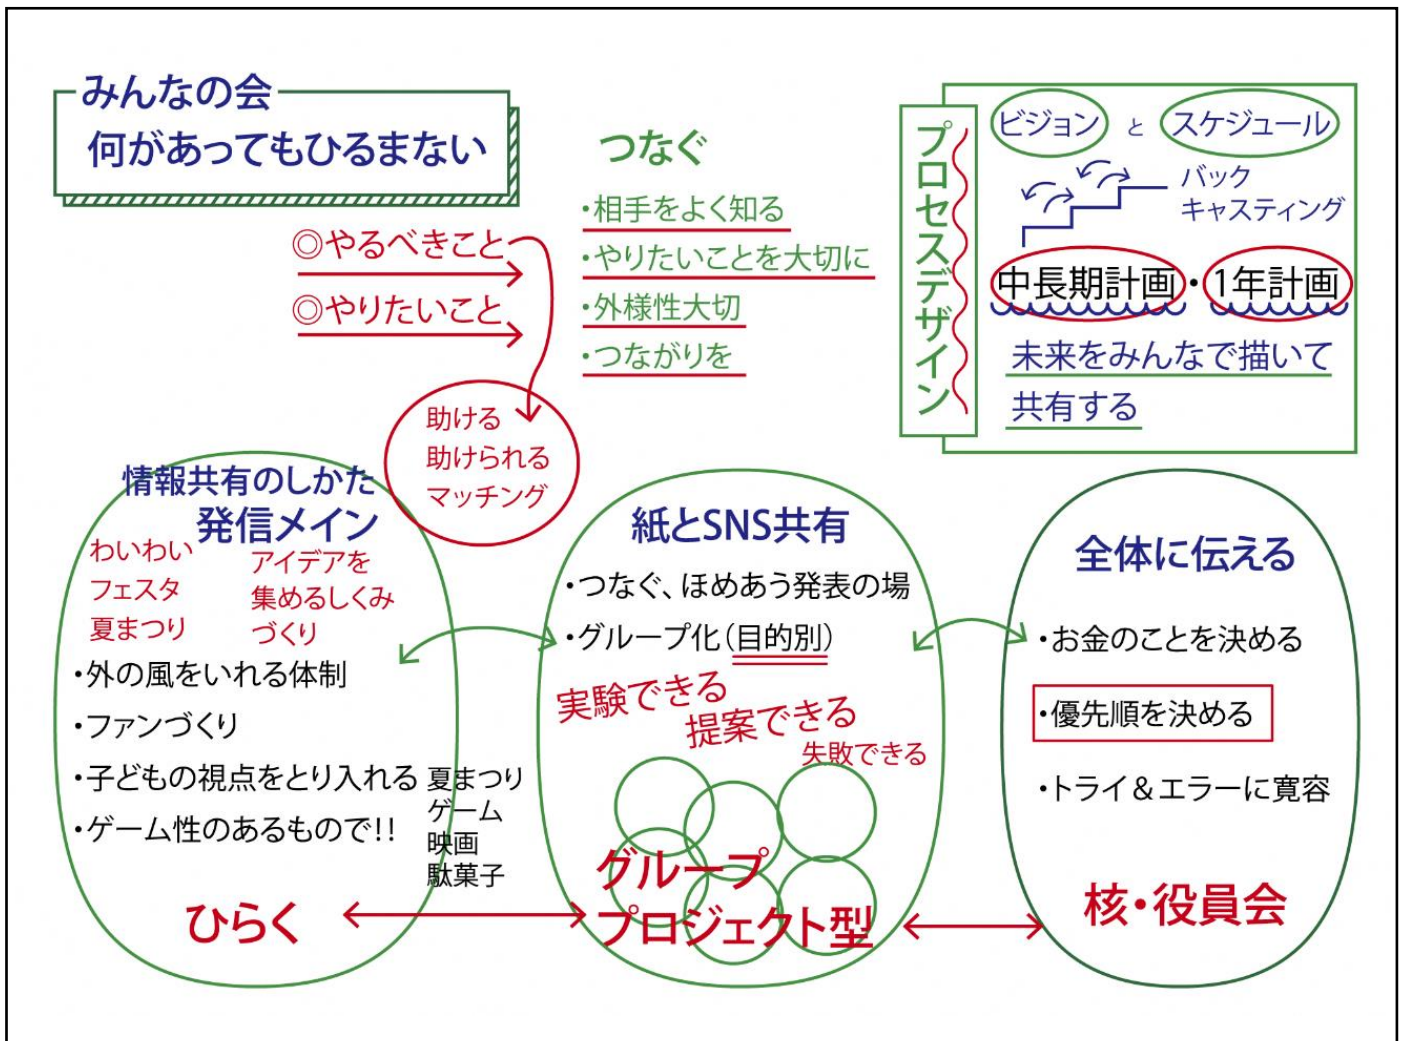 みんなの会
何があってもひるまない
◎やるべきこと
◎やりたいこと
助ける
助けられる
マッチング
つなぐ
・相手をよく知る
・やりたいことを大切に
・外様性大切
・つながりを
プロセスデザイン
ビジョン と スケジュール
バック
キャスティング
中長期計画・1年計画
未来をみんなで描いて
共有する
情報共有のしかた
発信メイン
わいわい
フェスタ
夏まつり
アイデアを
集めるしくみ
づくり
・外の風をいれる体制
・ファンづくり
・子どもの視点をとり入れる
・ゲーム性のあるもので!!
夏まつり
ゲーム
映画
駄菓子
ひらく
紙とSNS共有
・つなぐ、ほめあう発表の場
・グループ化(目的別)
実験できる
提案できる
失敗できる
グループ
プロジェクト型
全体に伝える
・お金のことを決める
・優先順を決める
・トライ&エラーに寛容
核・役員会